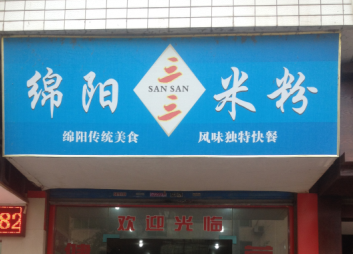 绵阳 三 米粉
SAN SAN
三
绵阳传统美食 风味独特快餐
82
欢迎光临